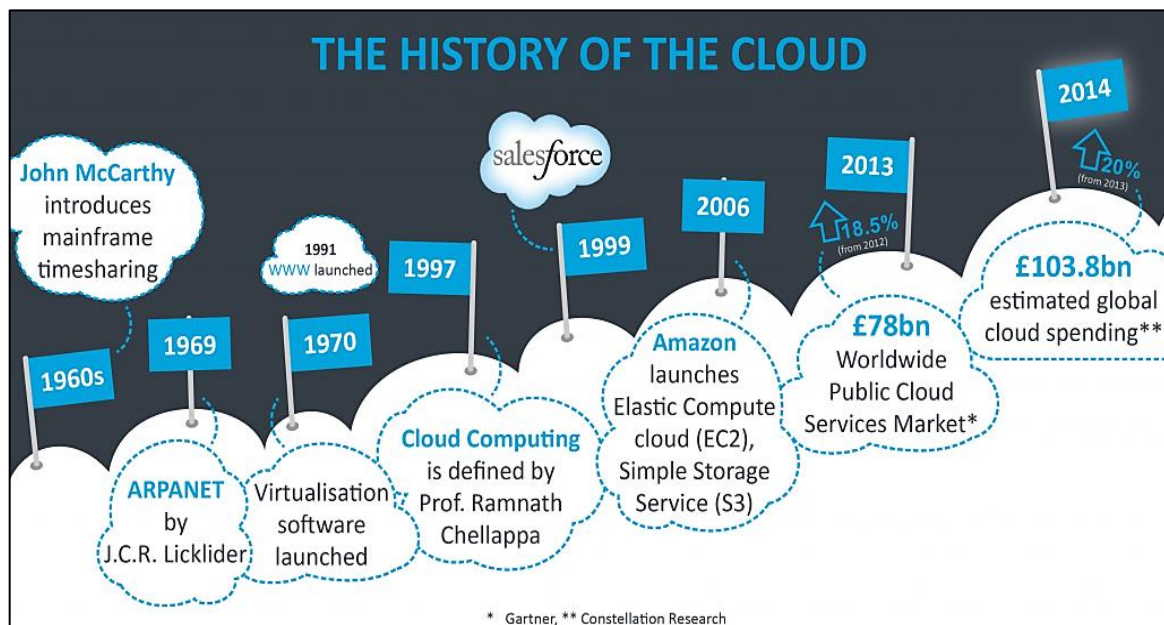 THE HISTORY OF THE CLOUD
1960s
John McCarthy
introduces
mainframe
timesharing
1969
ARPANET
by
J.C.R. Licklider
1970
Virtualisation
software
launched
1991
WWW launched
1997
Cloud Computing
is defined by
Prof. Ramnath
Chellappa
1999
salesforce
2006
Amazon
launches
Elastic Compute
cloud (EC2),
Simple Storage
Service (S3)
2013
18.5%
(from 2012)
£78bn
Worldwide
Public Cloud
Services Market*
2014
20%
(from 2013)
£103.8bn
estimated global
cloud spending**
* Gartner, ** Constellation Research